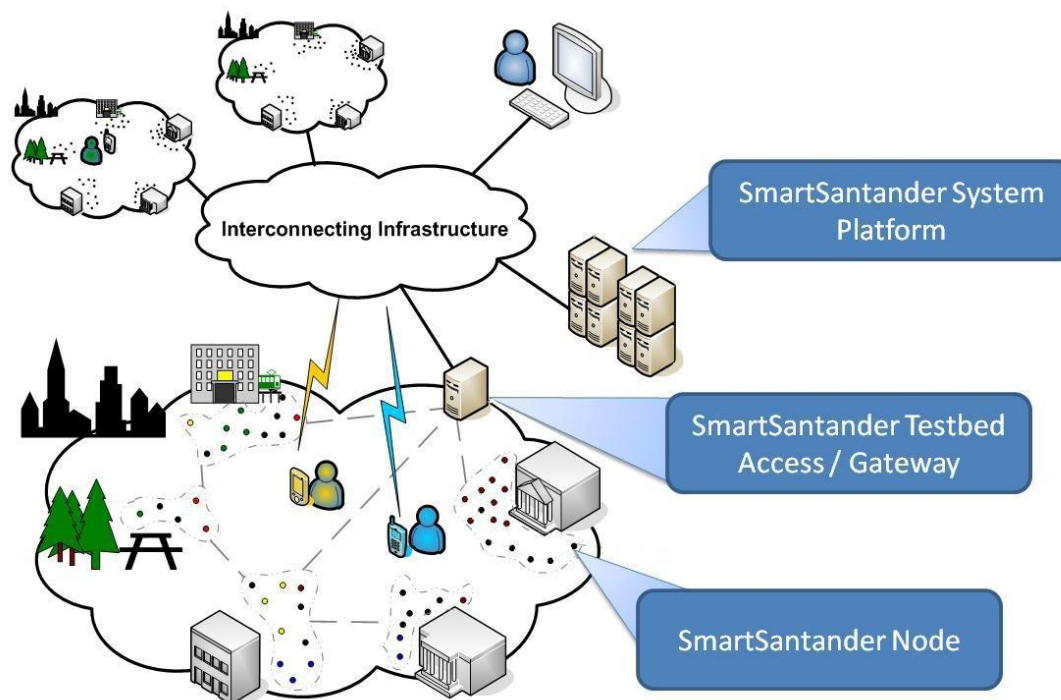 SmartSantander System
Platform
Interconnecting Infrastructure
SmartSantander Testbed
Access / Gateway
SmartSantander Node